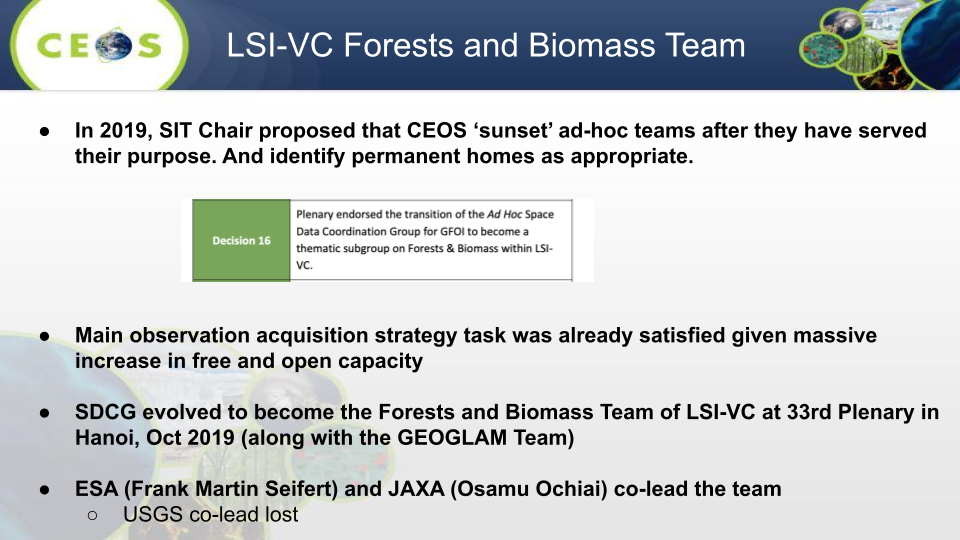 CEOS
LSI-VC Forests and Biomass Team
● In 2019, SIT Chair proposed that CEOS ‘sunset’ ad-hoc teams after they have served
their purpose. And identify permanent homes as appropriate.
Decision 16
Plenary endorsed the transition of the Ad Hoc Space
Data Coordination Group for GFOI to become a
thematic subgroup on Forests & Biomass within LSI-
VC.
● Main observation acquisition strategy task was already satisfied given massive
increase in free and open capacity
● SDCG evolved to become the Forests and Biomass Team of LSI-VC at 33rd Plenary in
Hanoi, Oct 2019 (along with the GEOGLAM Team)
● ESA (Frank Martin Seifert) and JAXA (Osamu Ochiai) co-lead the team
○ USGS co-lead lost